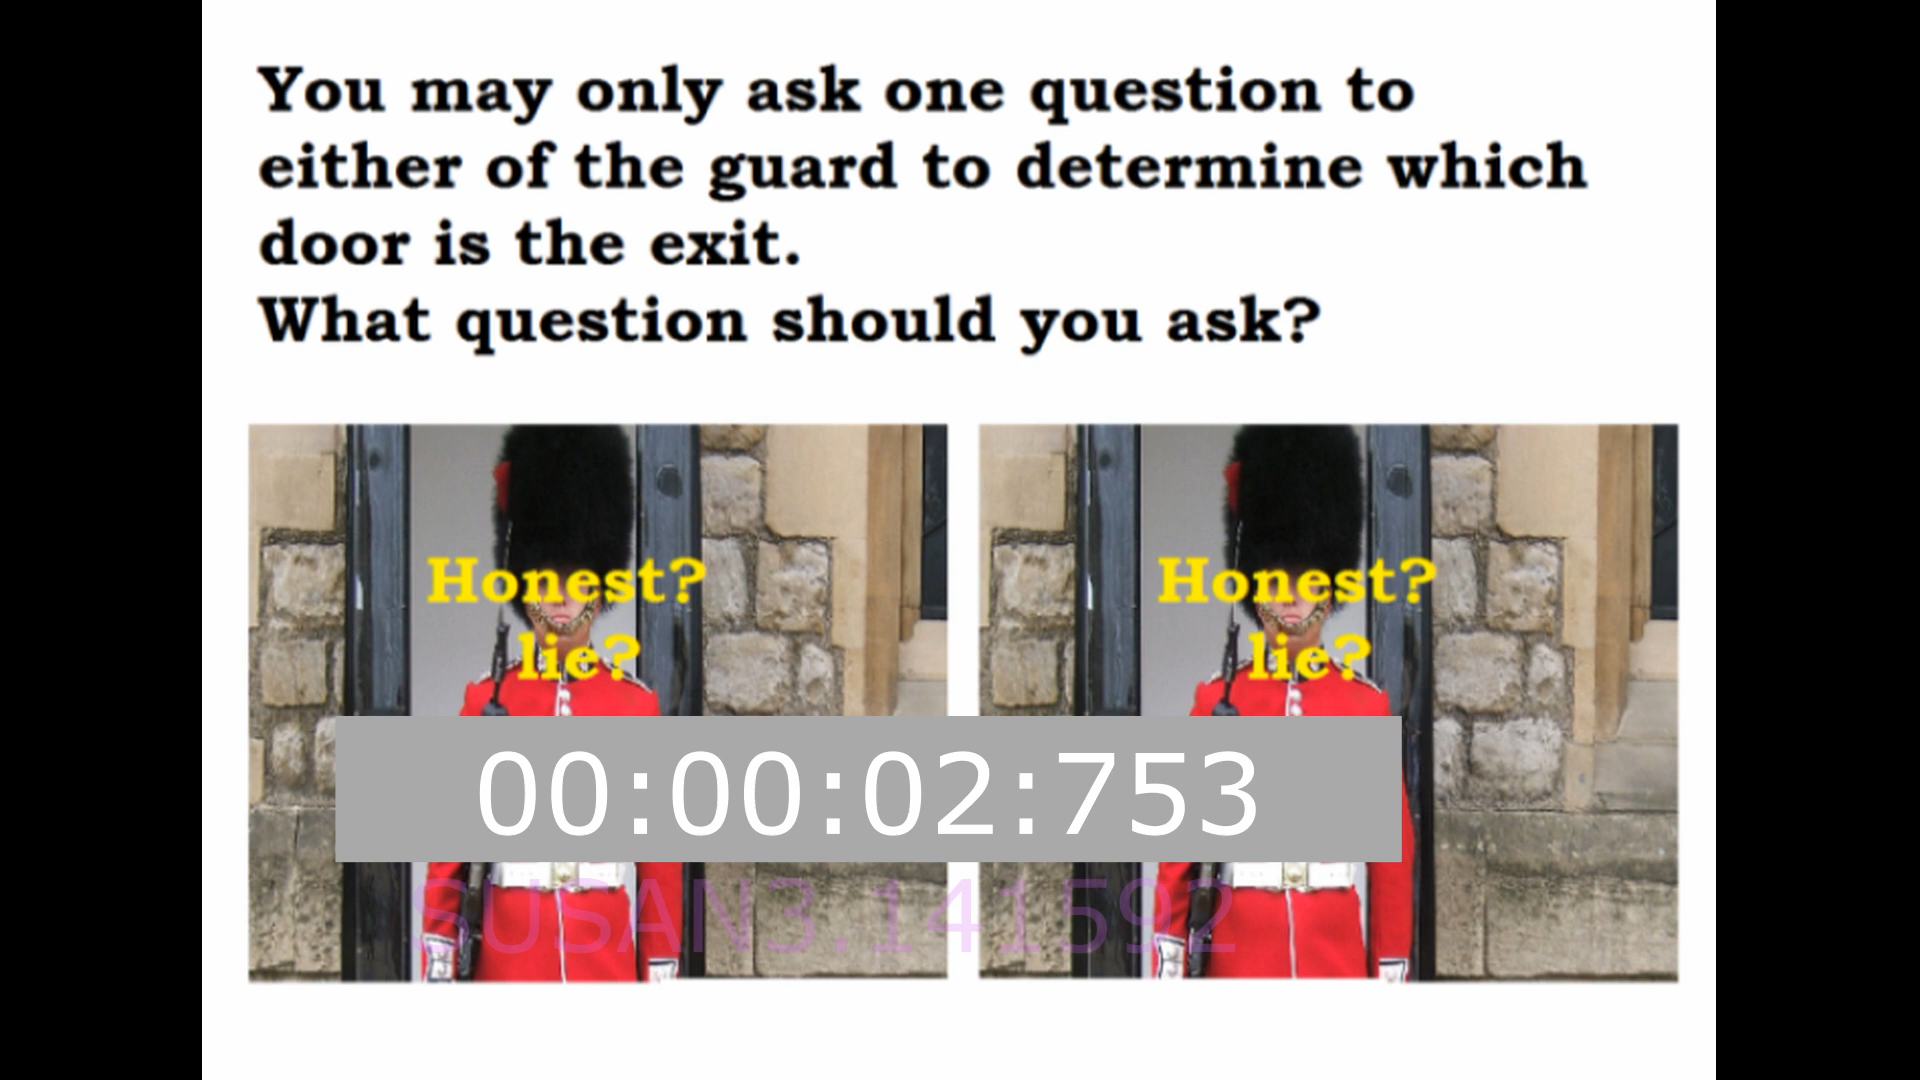 You may only ask one question to
either of the guard to determine which
door is the exit.
What question should you ask?
Honest? Honest?
lie? lie?
00:00:02:753
SUSAN3.141592